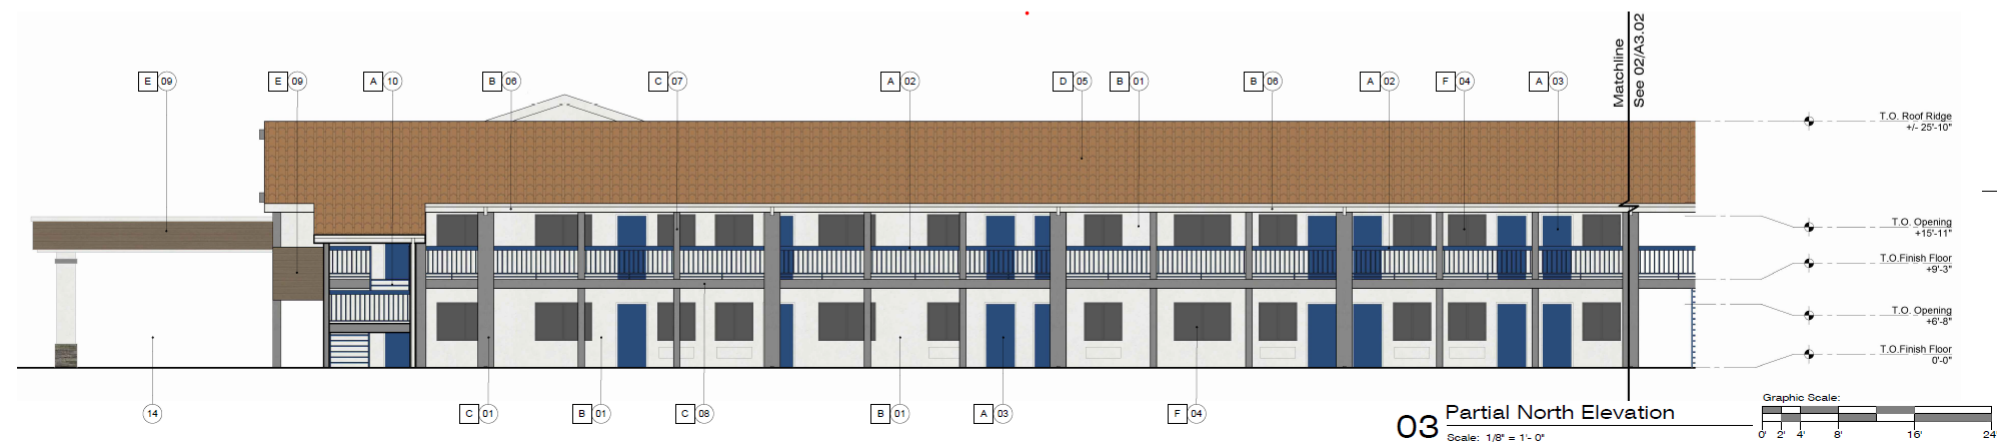 E 09
E 09
A 10
B 06
C 07
A 02
D 05
B 01
B 06
A 02
F 04
A 03
Matchline
See 02/A3.02
T.O. Roof Ridge
+/- 25'-10"
T.O. Opening
+15'-11"
T.O.Finish Floor
+9'-3"
T.O. Opening
+6'-8"
T.O.Finish Floor
0'-0"
14
C 01
B 01
C 08
B 01
A 03
F 04
03 Partial North Elevation
Scale: 1/8" = 1'- 0"
Graphic Scale:
0' 2' 4' 8' 16' 24'